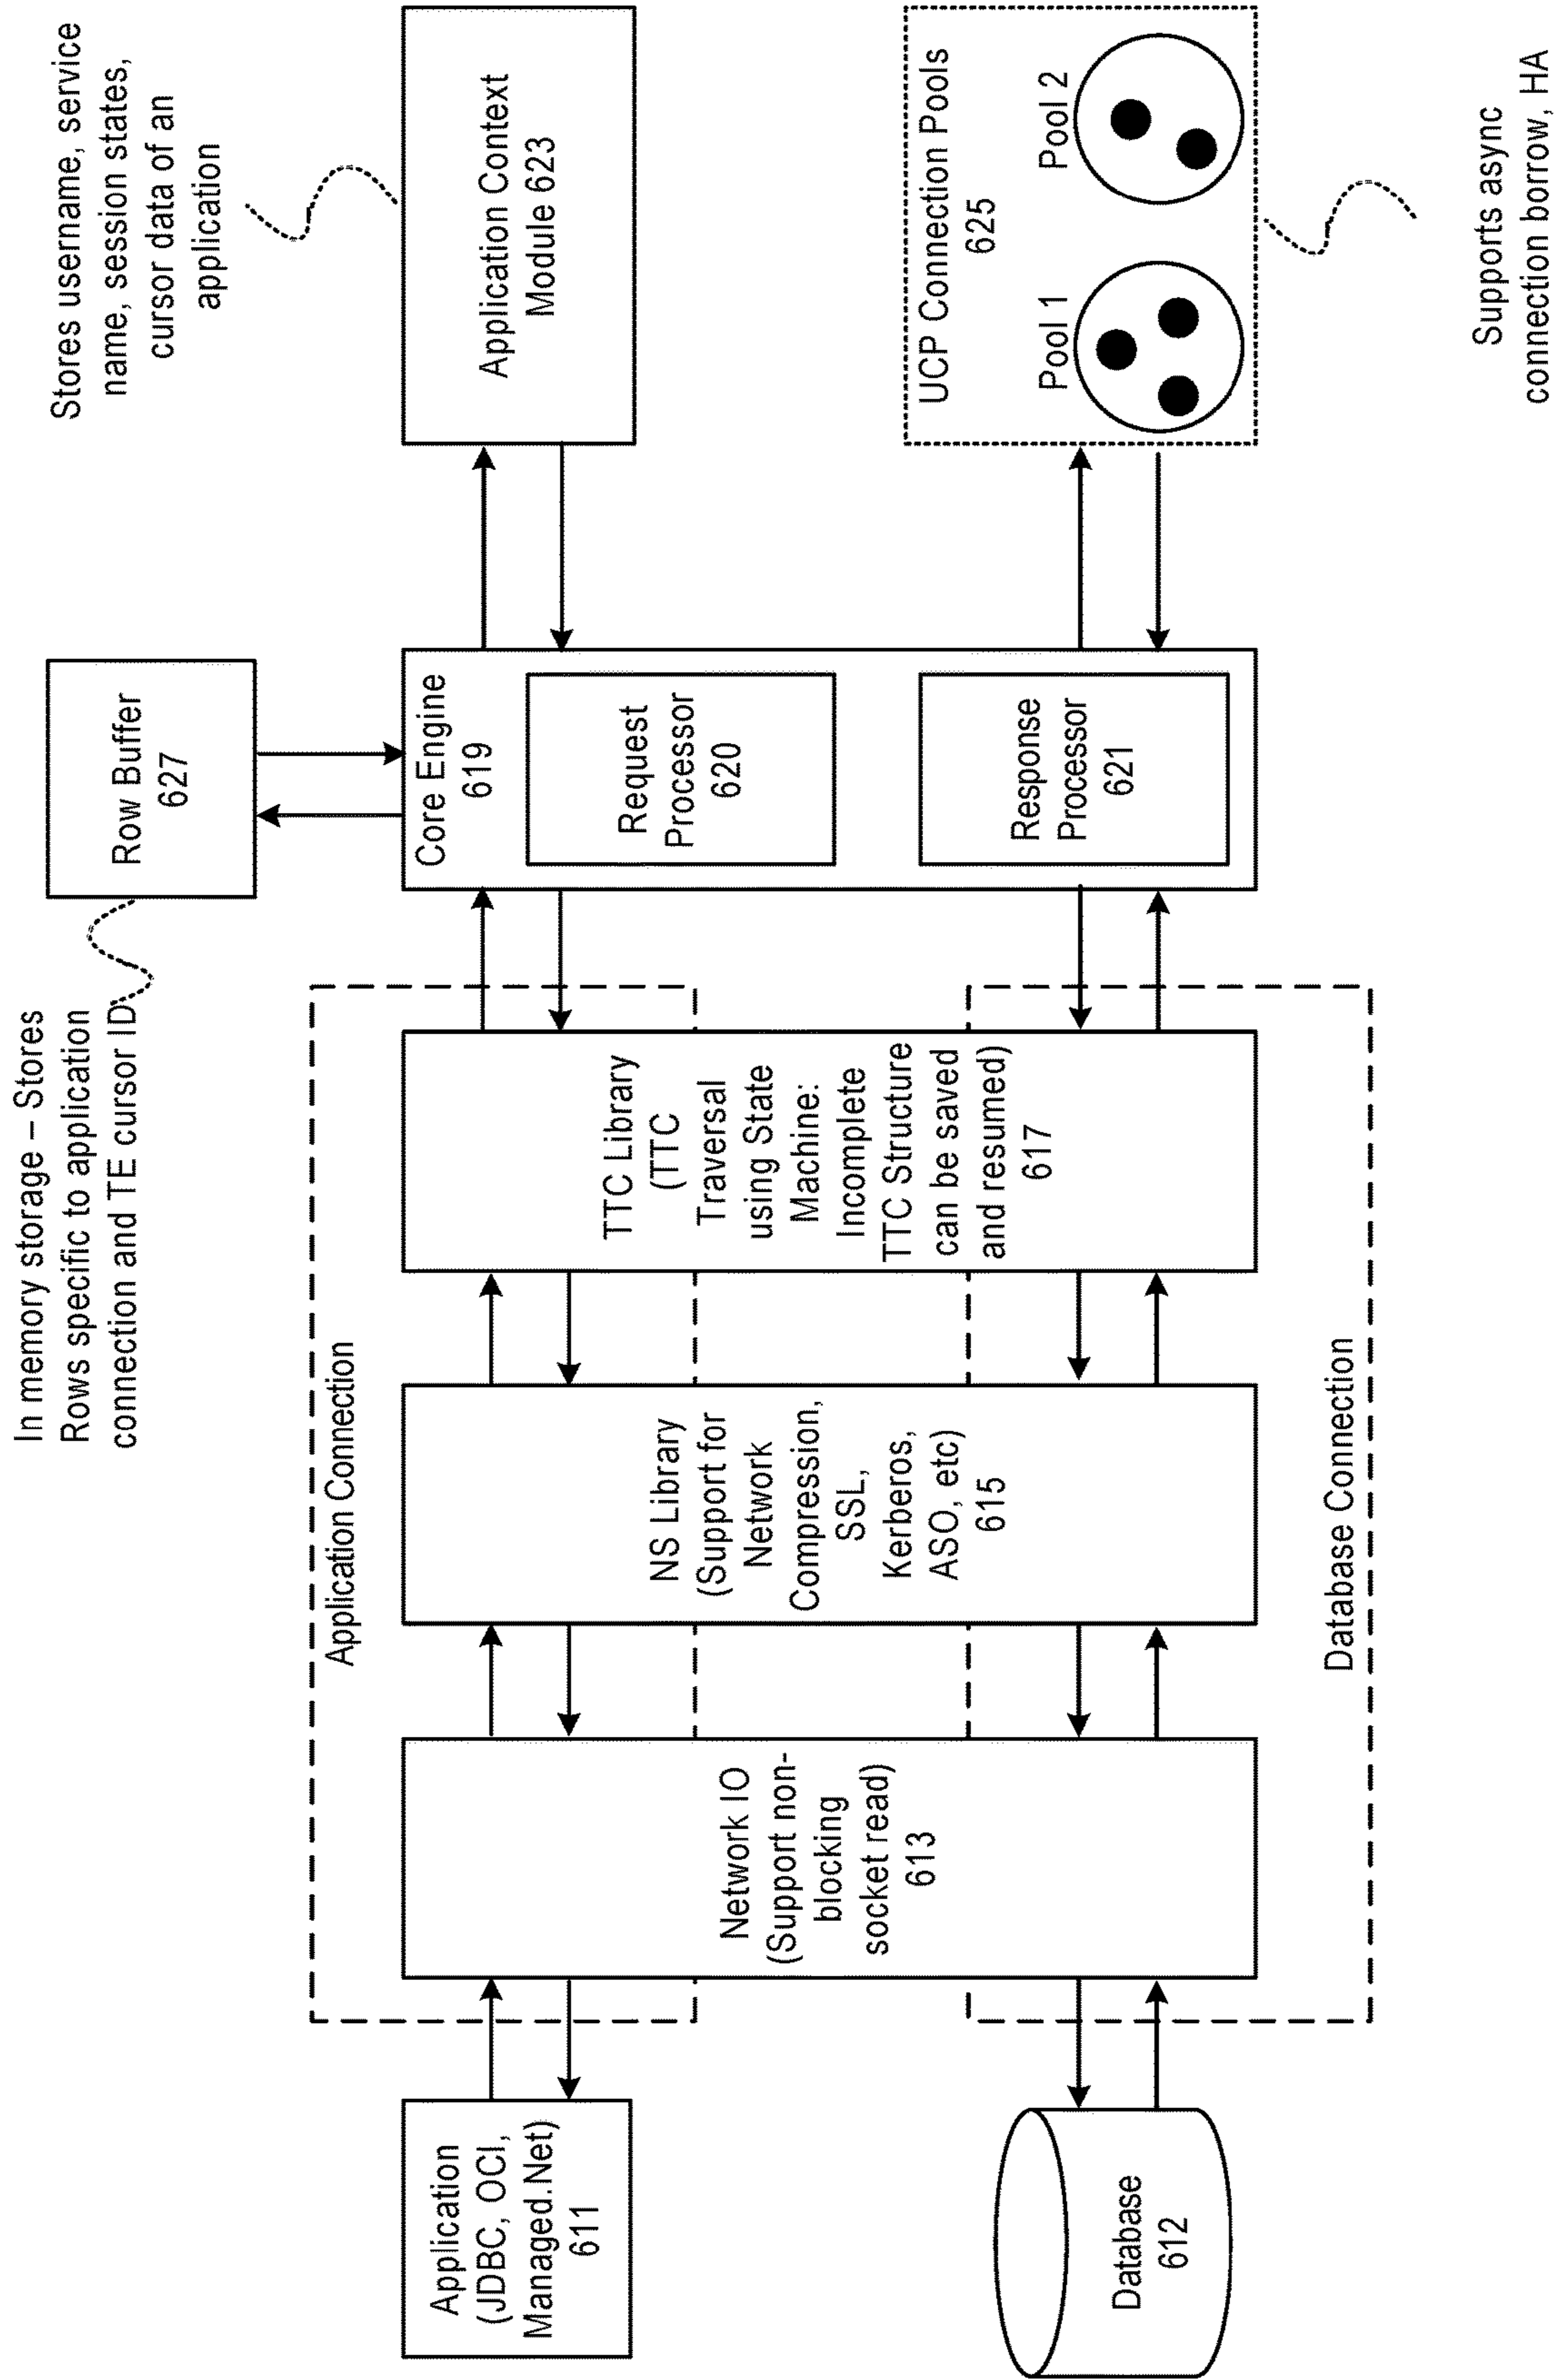 In memory storage – Stores
Rows specific to application
connection and TE cursor ID
Row Buffer
627
Stores username, service
name, session states,
cursor data of an
application
Application Connection
Application
(JDBC, OCI,
Managed.Net)
611
Network IO
(Support non-
blocking
socket read)
613
NS Library
(Support for
Network
Compression,
SSL,
Kerberos,
ASO, etc)
615
TTC Library
(TTC
Traversal
using State
Machine:
Incomplete
TTC Structure
can be saved
and resumed)
617
Core Engine
619
Request
Processor
620
Response
Processor
621
Application Context
Module 623
UCP Connection Pools
625
Pool 1
Pool 2
Database
612
Database Connection
Supports async
connection borrow, HA